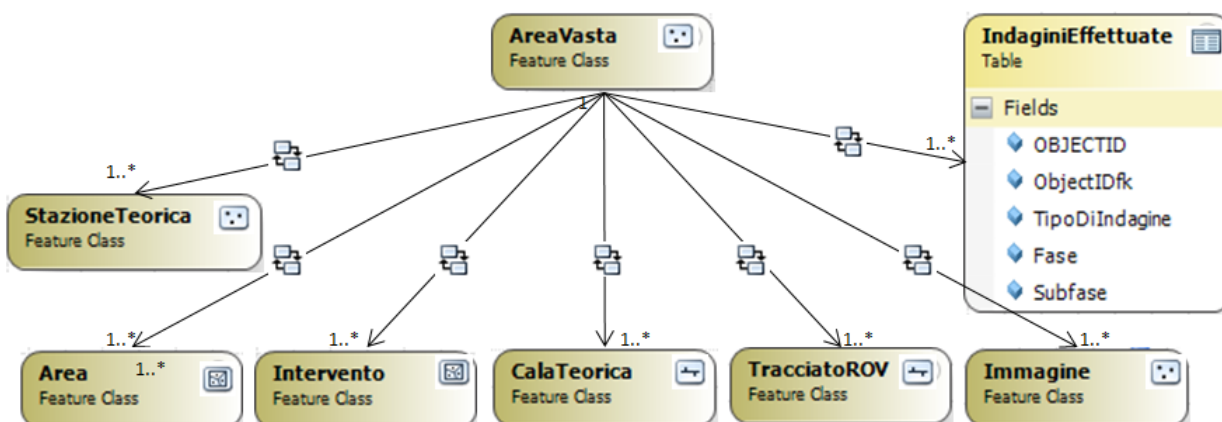 AreaVasta
Feature Class
IndaginiEffettuate
Table
Fields
OBJECTID
ObjectIDfk
TipoDiIndagine
Fase
Subfase
1
1..*
1..*
StazioneTeorica
Feature Class
1..*
1..*
1..*
1..*
1..*
1..*
Area
Feature Class
Intervento
Feature Class
CalaTeorica
Feature Class
TracciatoROV
Feature Class
Immagine
Feature Class